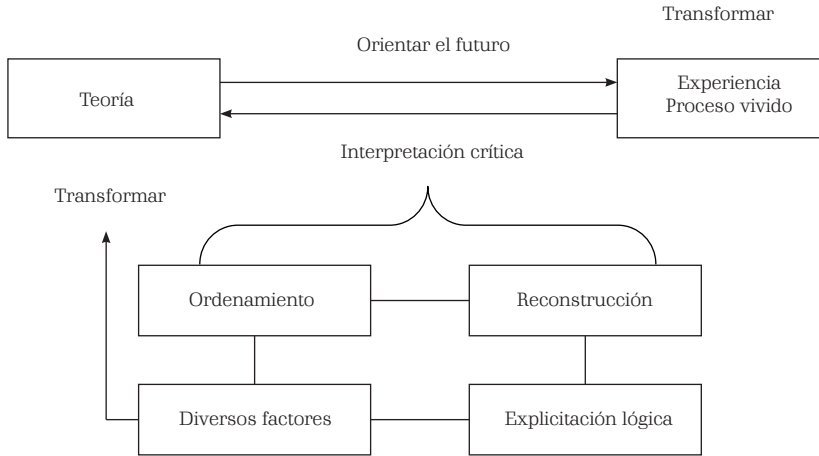 Transformar
Orientar el futuro
Teoría
Experiencia
Proceso vivido
Interpretación crítica
Transformar
Ordenamiento
Reconstrucción
Diversos factores
Explicitación lógica